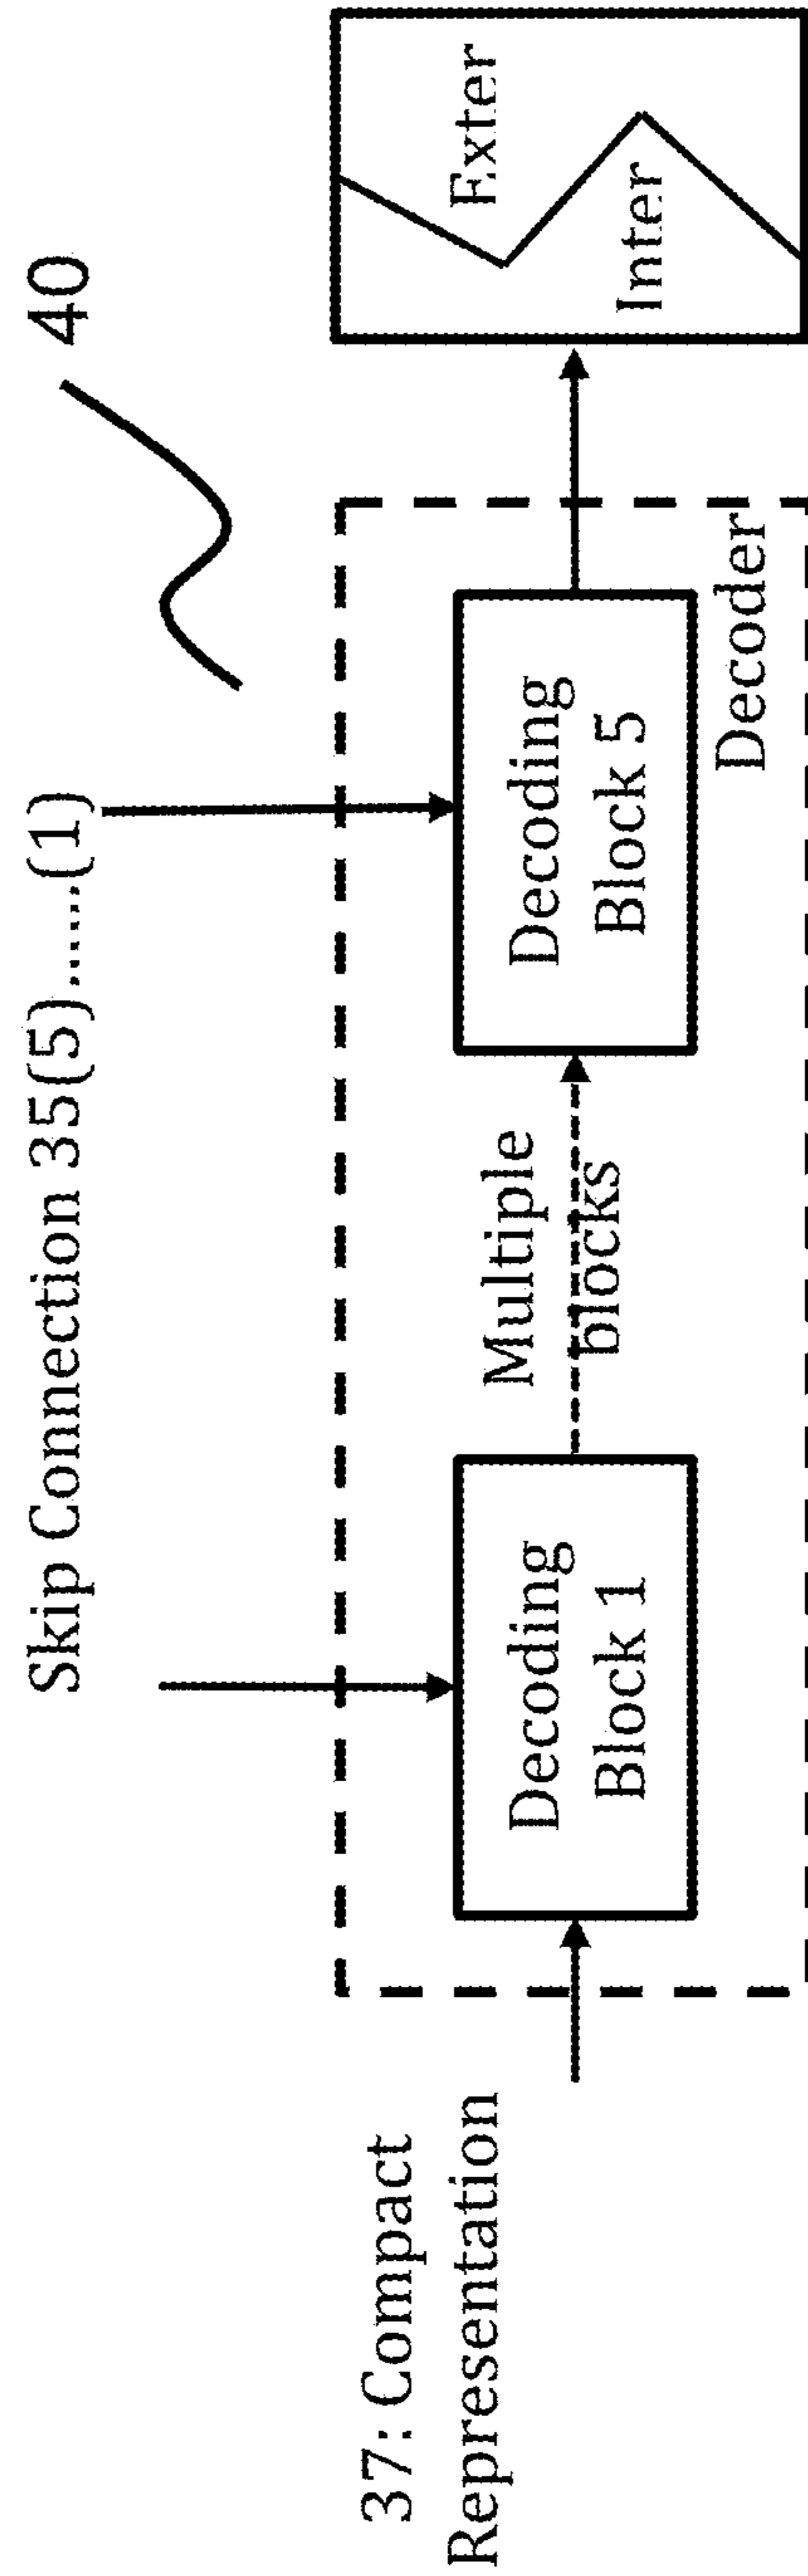 Skip Connection 35(5)......(1)
40
37: Compact
Representation
Decoding
Block 1
Multiple
blocks
Decoding
Block 5
Decoder
Exter
Inter